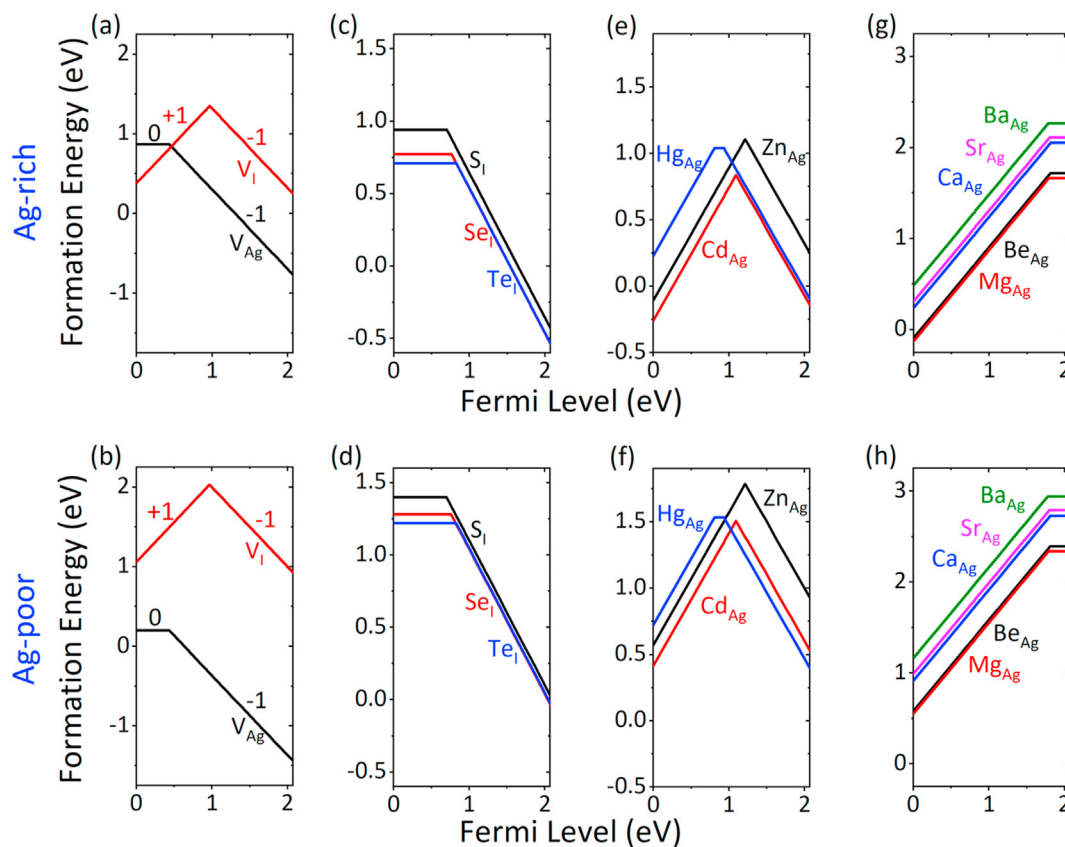 (a)
(c)
(e)
(g)
Ag-rich
Formation Energy (eV)
2
1
0
-1
+1
0
-1
V_I
-1
V_Ag
0 1 2
1.5
1.0
0.5
0.0
-0.5
S_I
Se_I
Te_I
0 1 2
1.5
1.0
0.5
0.0
-0.5
Hg_Ag
Zn_Ag
Cd_Ag
0 1 2
3
2
1
0
Ba_Ag
Sr_Ag
Ca_Ag
Be_Ag
Mg_Ag
0 1 2
Fermi Level (eV)
(b)
(d)
(f)
(h)
Ag-poor
Formation Energy (eV)
2
1
0
-1
+1
-1
V_I
0
-1
V_Ag
0 1 2
1.5
1.0
0.5
0.0
-0.5
S_I
Se_I
Te_I
0 1 2
1.5
1.0
0.5
0.0
-0.5
Hg_Ag
Zn_Ag
Cd_Ag
0 1 2
3
2
1
0
Ba_Ag
Sr_Ag
Ca_Ag
Be_Ag
Mg_Ag
0 1 2
Fermi Level (eV)